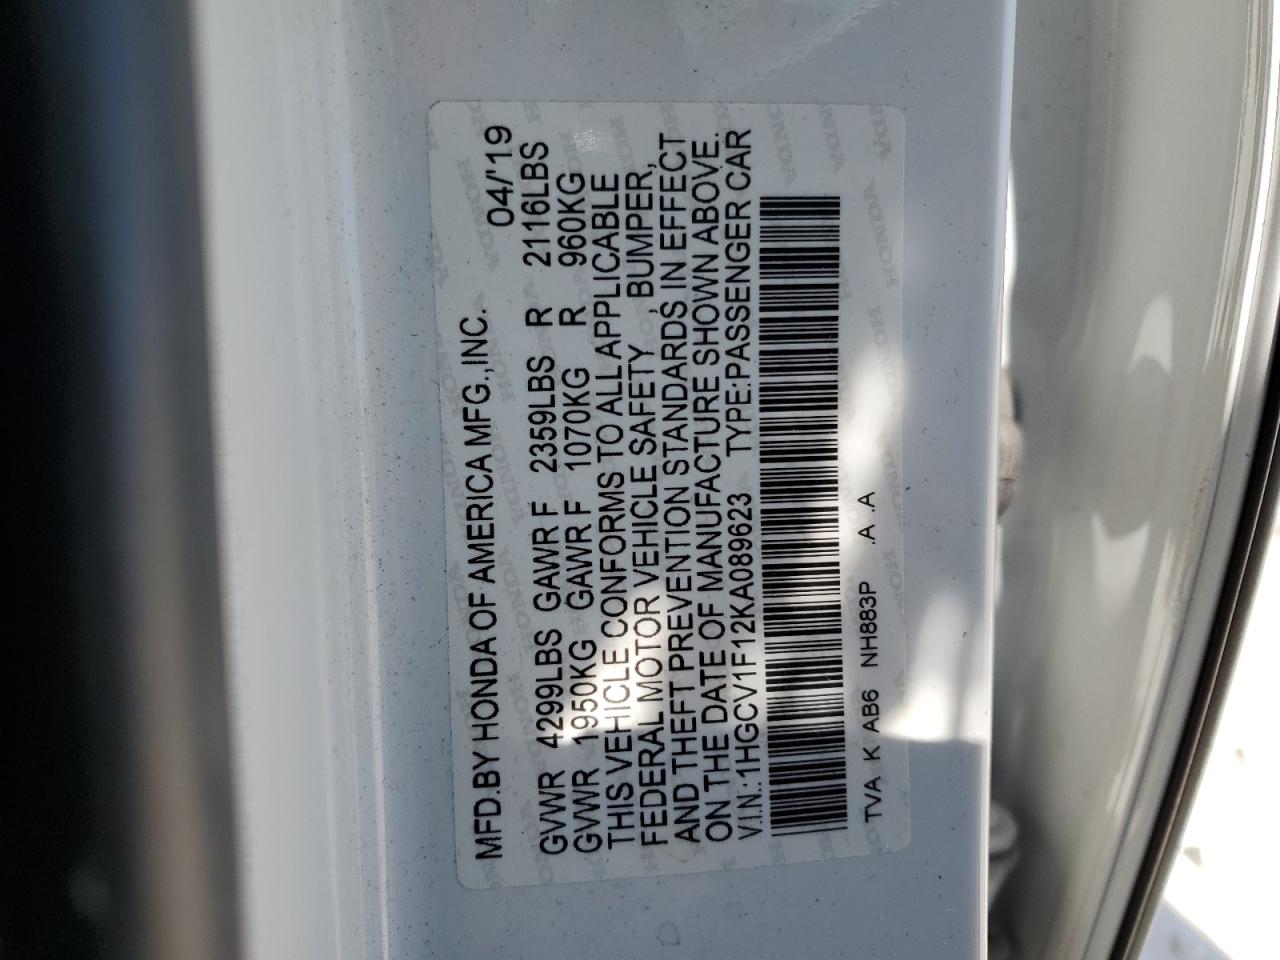 MFD.BY HONDA OF AMERICA MFG.,INC. 04/'19
GVWR 4299LBS GAWR F 2359LBS R 2116LBS
GVWR 1950KG GAWR F 1070KG R 960KG
THIS VEHICLE CONFORMS TO ALL APPLICABLE
FEDERAL MOTOR VEHICLE SAFETY, BUMPER,
AND THEFT PREVENTION STANDARDS IN EFFECT
ON THE DATE OF MANUFACTURE SHOWN ABOVE.
V.I.N.:1HGCV1F12KA089623 TYPE:PASSENGER CAR
TVA K AB6 NH883P .A .A